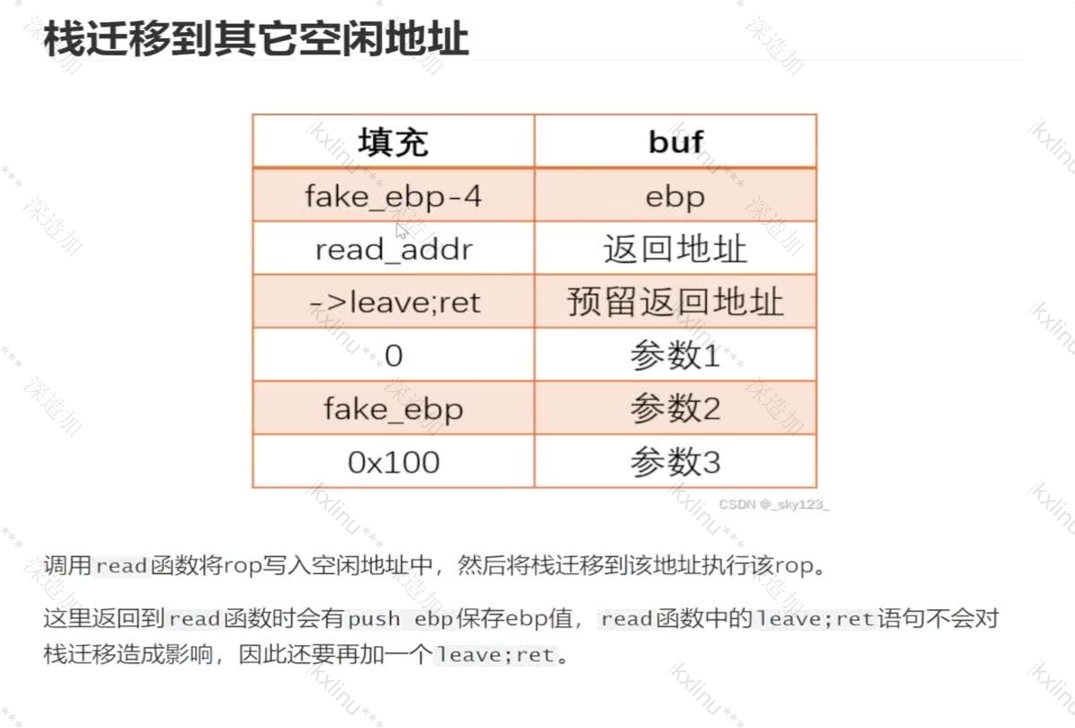 栈迁移到其它空闲地址
填充 buf
fake_ebp-4 ebp
read_addr 返回地址
->leave;ret 预留返回地址
0 参数1
fake_ebp 参数2
0x100 参数3
CSDN @_sky123_
调用read函数将rop写入空闲地址中，然后将栈迁移到该地址执行该rop。
这里返回到read函数时会有push ebp保存ebp值，read函数中的leave;ret语句不会对
栈迁移造成影响，因此还要再加一个leave;ret。
kxlinu***
深造加